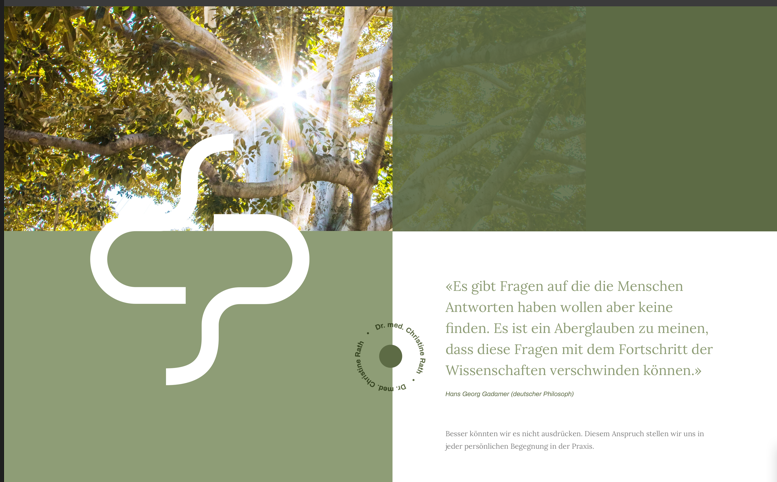 «Es gibt Fragen auf die die Menschen
Antworten haben wollen aber keine
finden. Es ist ein Aberglauben zu meinen,
dass diese Fragen mit dem Fortschritt der
Wissenschaften verschwinden können.»
Dr. med. Christine Rath • Dr. med. Christine Rath •
Hans Georg Gadamer (deutscher Philosoph)
Besser könnten wir es nicht ausdrücken. Diesem Anspruch stellen wir uns in
jeder persönlichen Begegnung in der Praxis.